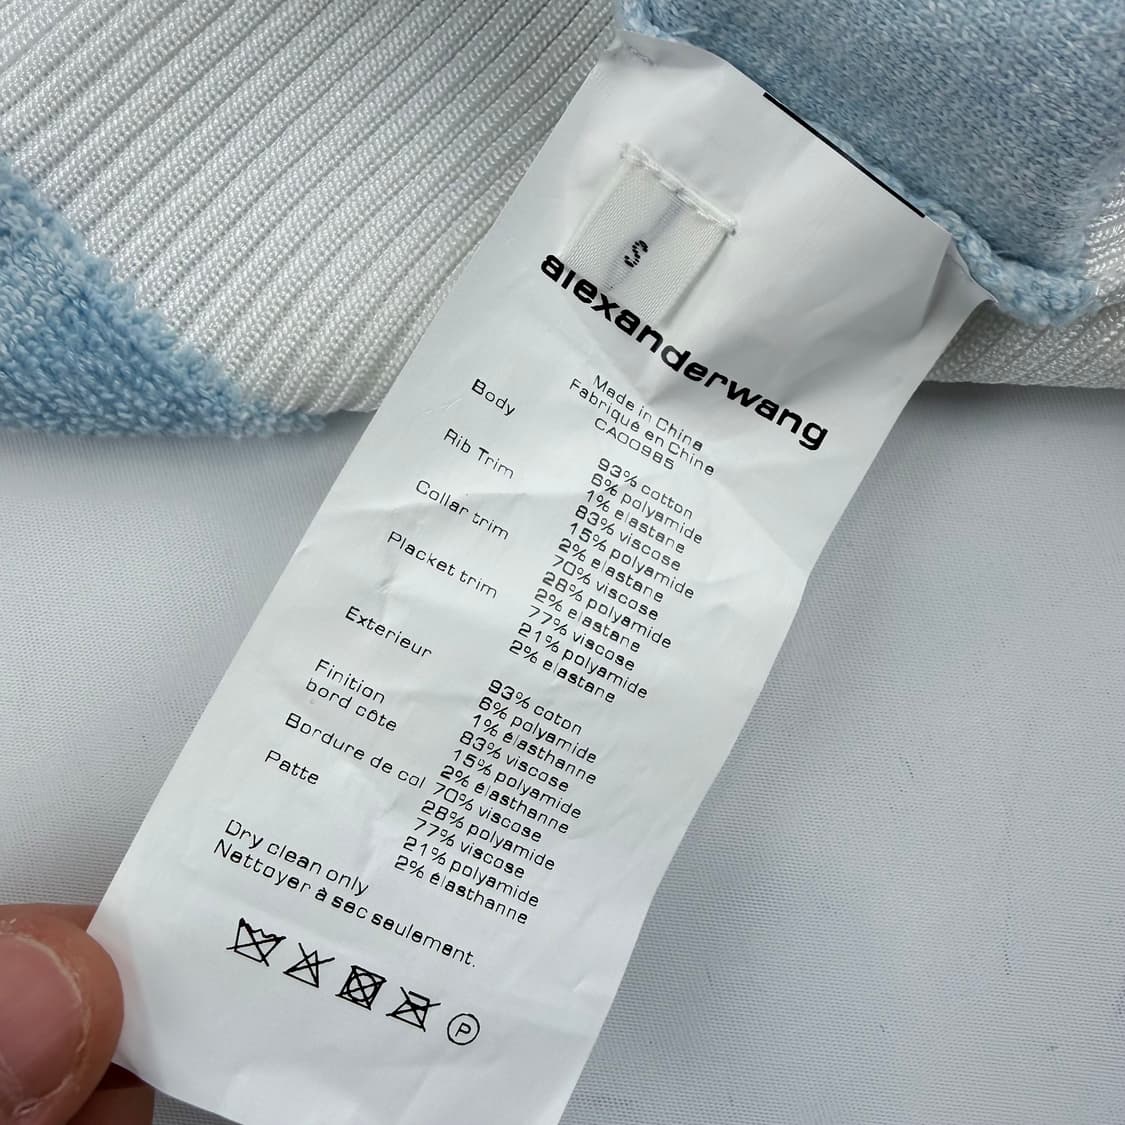 S
alexanderwang
Made in China
Fabriqué en Chine
CA00985
Body
93% cotton
6% polyamide
1% elastane
Rib Trim
83% viscose
15% polyamide
2% elastane
Collar trim
70% viscose
28% polyamide
2% elastane
Placket trim
77% viscose
21% polyamide
2% elastane
Exterieur
93% coton
6% polyamide
1% élasthanne
Finition
bord côte
83% viscose
15% polyamide
2% élasthanne
Bordure de col
70% viscose
28% polyamide
Patte
77% viscose
21% polyamide
2% élasthanne
Dry clean only
Nettoyer à sec seulement.
P